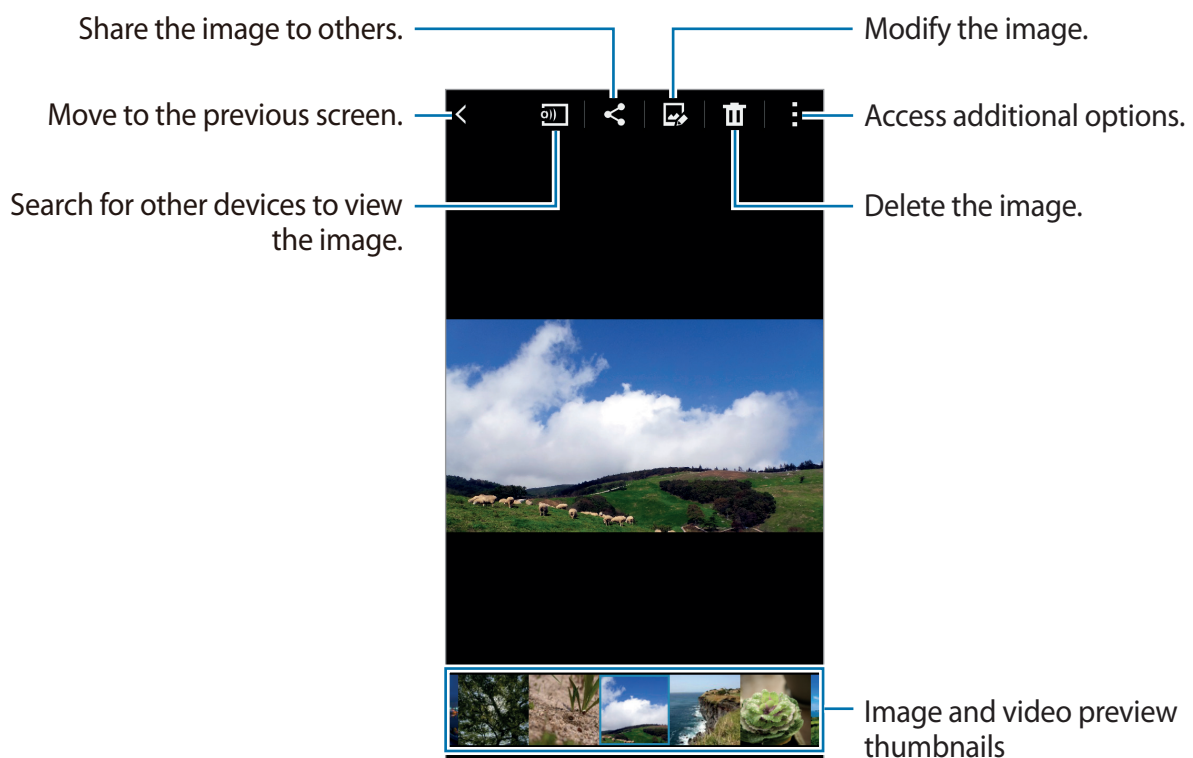 Share the image to others.
Modify the image.
Move to the previous screen.
Access additional options.
Search for other devices to view
the image.
Delete the image.
Image and video preview
thumbnails